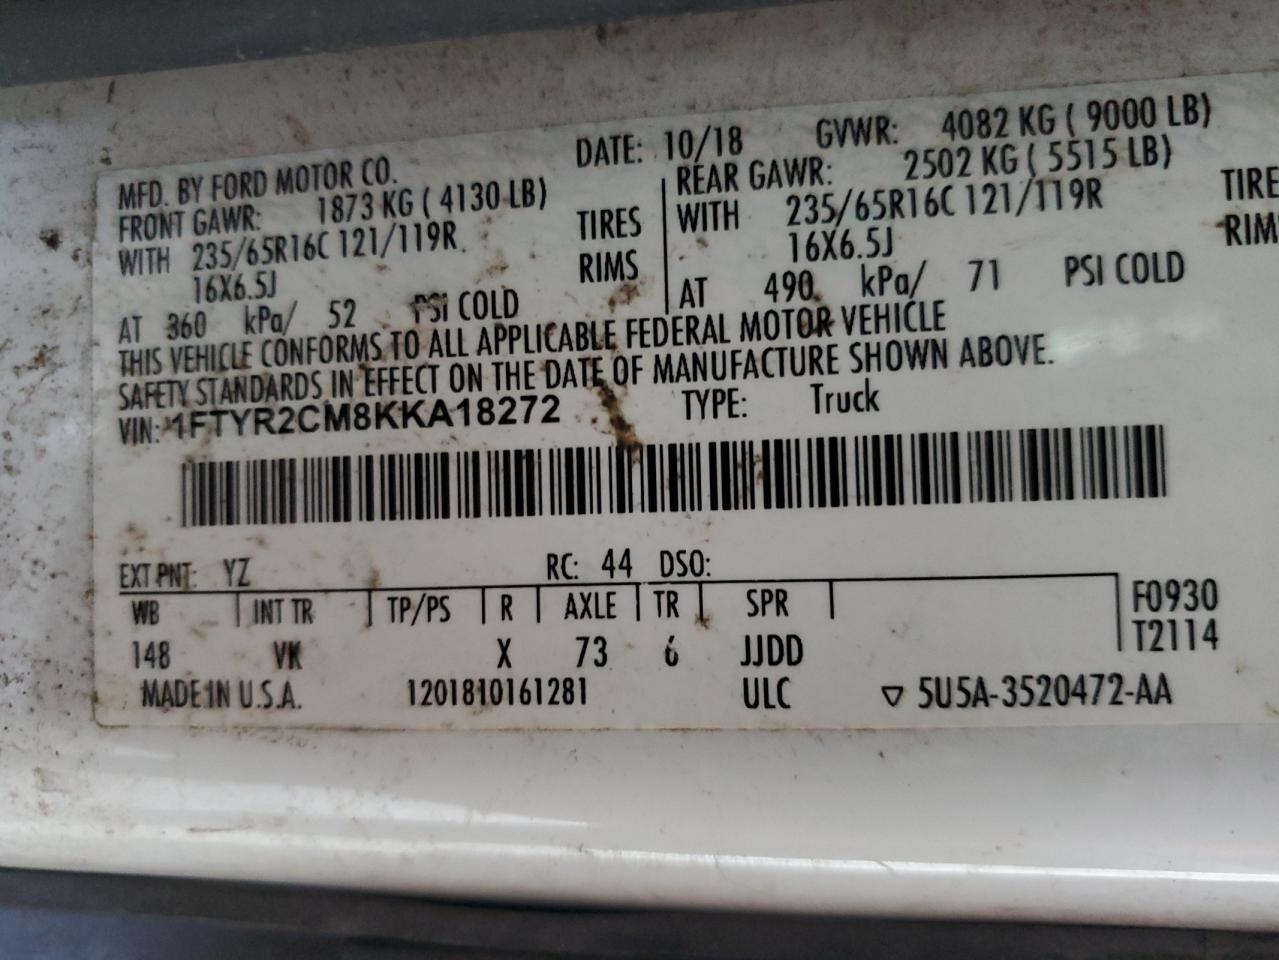 MFD. BY FORD MOTOR CO. DATE: 10/18 GVWR: 4082 KG ( 9000 LB)
FRONT GAWR: 1873 KG ( 4130 LB) REAR GAWR: 2502 KG ( 5515 LB)
WITH 235/65R16C 121/119R TIRES WITH 235/65R16C 121/119R TIRE
16X6.5J RIMS 16X6.5J RIM
AT 360 kPa/ 52 PSI COLD AT 490 kPa/ 71 PSI COLD
THIS VEHICLE CONFORMS TO ALL APPLICABLE FEDERAL MOTOR VEHICLE
SAFETY STANDARDS IN EFFECT ON THE DATE OF MANUFACTURE SHOWN ABOVE.
VIN: 1FTYR2CM8KKA18272 TYPE: Truck
EXT PNT: YZ RC: 44 DSO:
WB INT TR TP/PS R AXLE TR SPR F0930
148 VK X 73 6 JJDD T2114
MADE IN U.S.A. 1201810161281 ULC ▽ 5U5A-3520472-AA